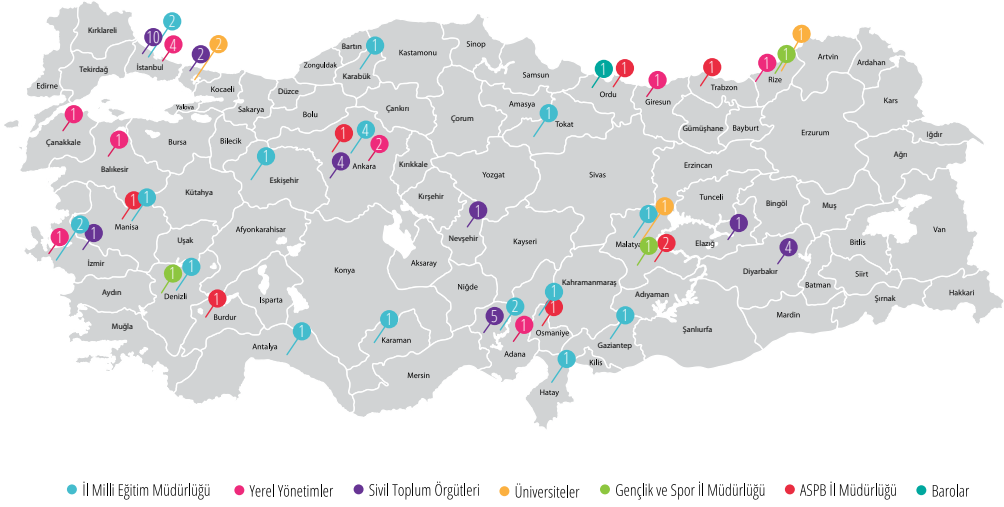 Kırklareli
Tekirdağ
Edirne
10
2
4
İstanbul
2
2
Kocaeli
Yalova
Sakarya
Düzce
Bolu
Zonguldak
Bartın
1
Karabük
Kastamonu
Sinop
Çankırı
Samsun
Amasya
Çorum
1
Tokat
1
1
Ordu
1
Giresun
1
Trabzon
1
1
1
Rize
Artvin
Ardahan
Kars
Iğdır
Ağrı
Gümüşhane
Bayburt
Erzurum
Erzincan
1
Çanakkale
1
Balıkesir
Bursa
Bilecik
1
Eskişehir
1
4
2
4
Ankara
Kırıkkale
Yozgat
Sivas
Kırşehir
1
Nevşehir
Kayseri
Tunceli
Bingöl
Muş
1
Elazığ
1
1
Malatya
1
2
4
Diyarbakır
Bitlis
Van
Siirt
Batman
Şırnak
Hakkari
Mardin
Kütahya
1
1
Manisa
1
2
1
İzmir
Uşak
Afyonkarahisar
Aydın
1
1
Denizli
Muğla
1
Burdur
Isparta
Konya
Aksaray
Niğde
1
Antalya
1
Karaman
Mersin
5
2
1
Adana
Kahramanmaraş
1
1
Osmaniye
1
Gaziantep
Kilis
1
Hatay
Adıyaman
Şanlıurfa
İl Milli Eğitim Müdürlüğü Yerel Yönetimler Sivil Toplum Örgütleri Üniversiteler Gençlik ve Spor İl Müdürlüğü ASPB İl Müdürlüğü Barolar